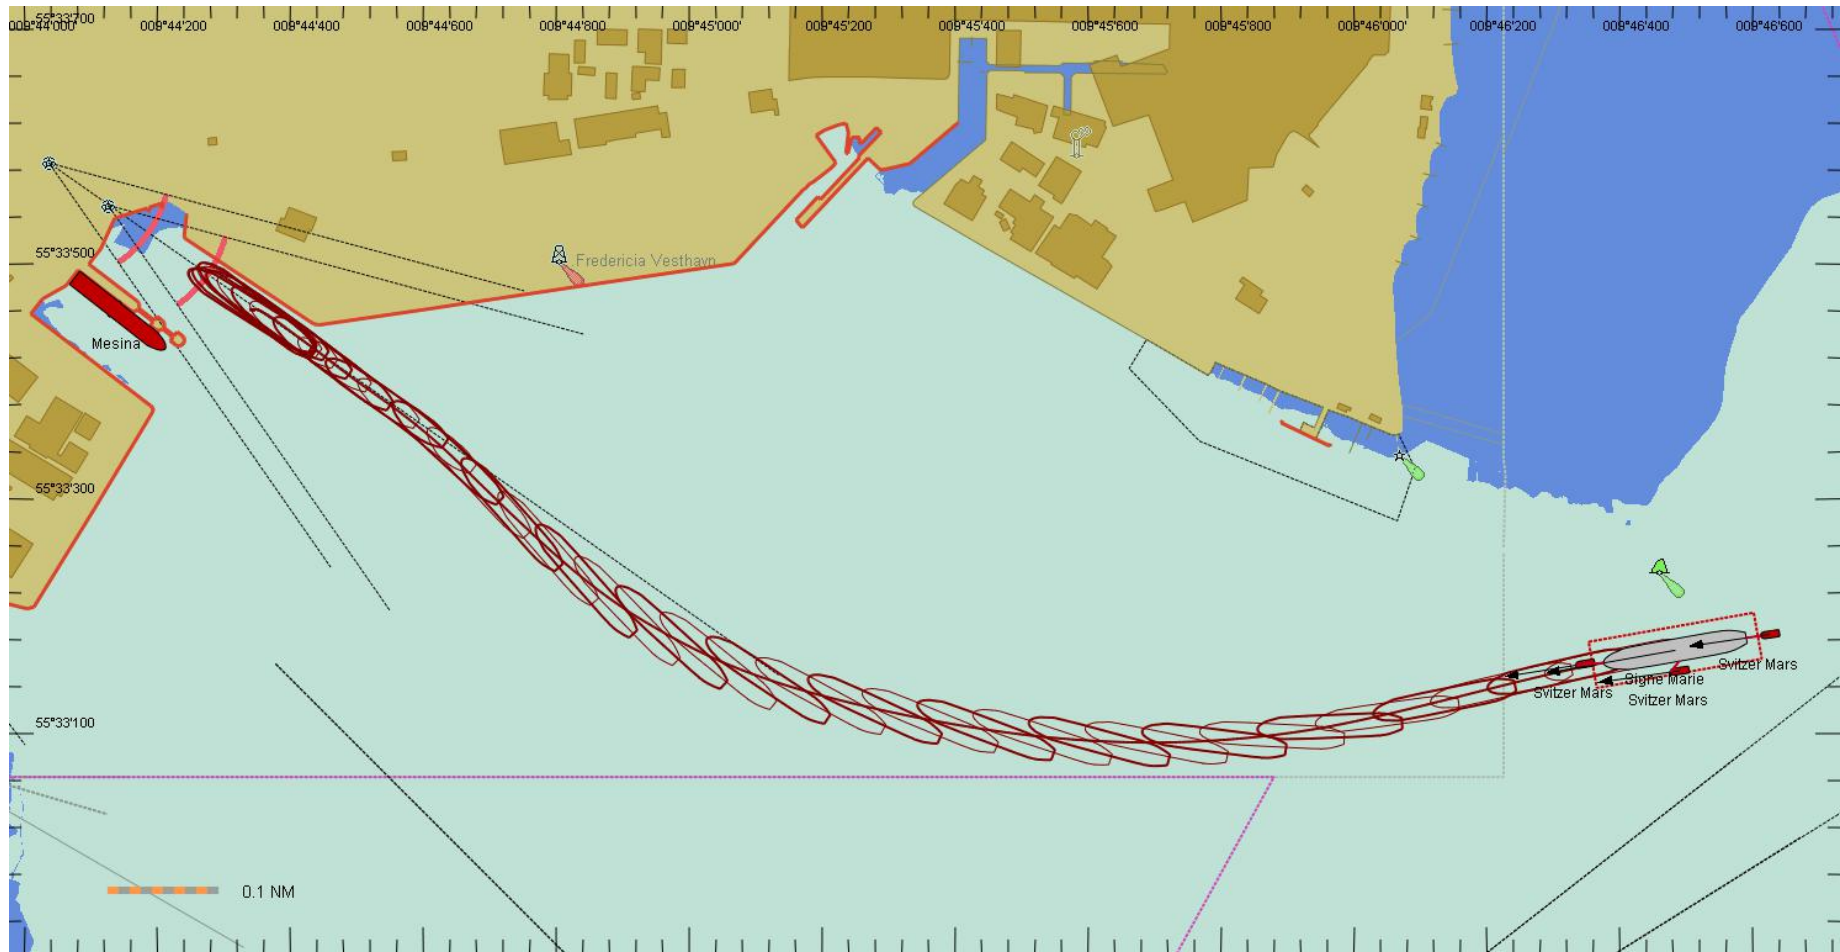 55°33'700
009°44'000 009°44'200 009°44'400 009°44'600 009°44'800 009°45'000 009°45'200 009°45'400 009°45'600 009°45'800 009°46'000 009°46'200 009°46'400 009°46'600
55°33'500
Fredericia Vesthavn
Mesina
55°33'300
Svitzer Mars
Signe Marie
Svitzer Mars
Svitzer Mars
55°33'100
0.1 NM